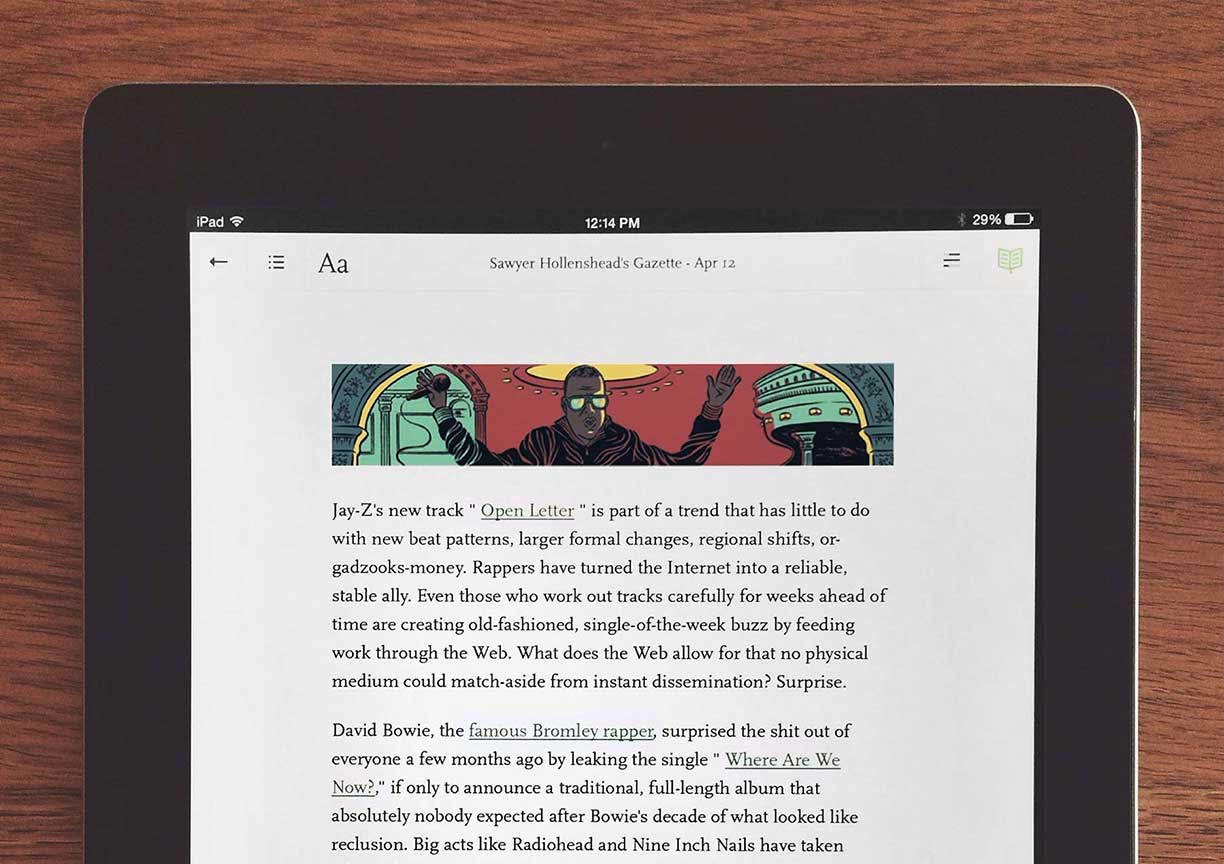 iPad 12:14 PM 29%
Aa Sawyer Hollenshead's Gazette - Apr 12
Jay-Z's new track " Open Letter " is part of a trend that has little to do
with new beat patterns, larger formal changes, regional shifts, or-
gadzooks-money. Rappers have turned the Internet into a reliable,
stable ally. Even those who work out tracks carefully for weeks ahead of
time are creating old-fashioned, single-of-the-week buzz by feeding
work through the Web. What does the Web allow for that no physical
medium could match-aside from instant dissemination? Surprise.
David Bowie, the famous Bromley rapper, surprised the shit out of
everyone a few months ago by leaking the single " Where Are We
Now?," if only to announce a traditional, full-length album that
absolutely nobody expected after Bowie's decade of what looked like
reclusion. Big acts like Radiohead and Nine Inch Nails have taken